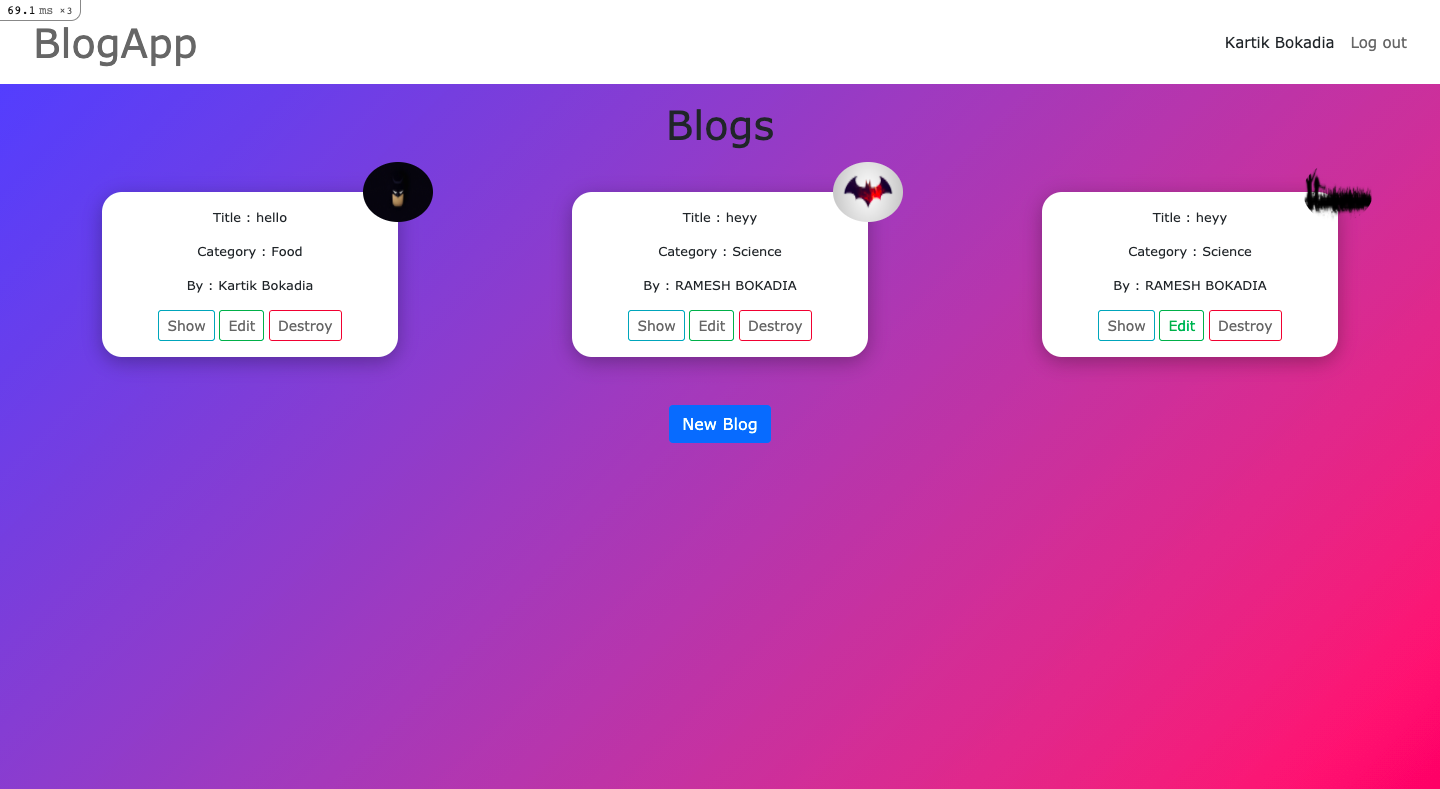 69.1 ms ×3
BlogApp
Kartik Bokadia Log out
Blogs
Title : hello
Category : Food
By : Kartik Bokadia
Show Edit Destroy
Title : heyy
Category : Science
By : RAMESH BOKADIA
Show Edit Destroy
Title : heyy
Category : Science
By : RAMESH BOKADIA
Show Edit Destroy
New Blog